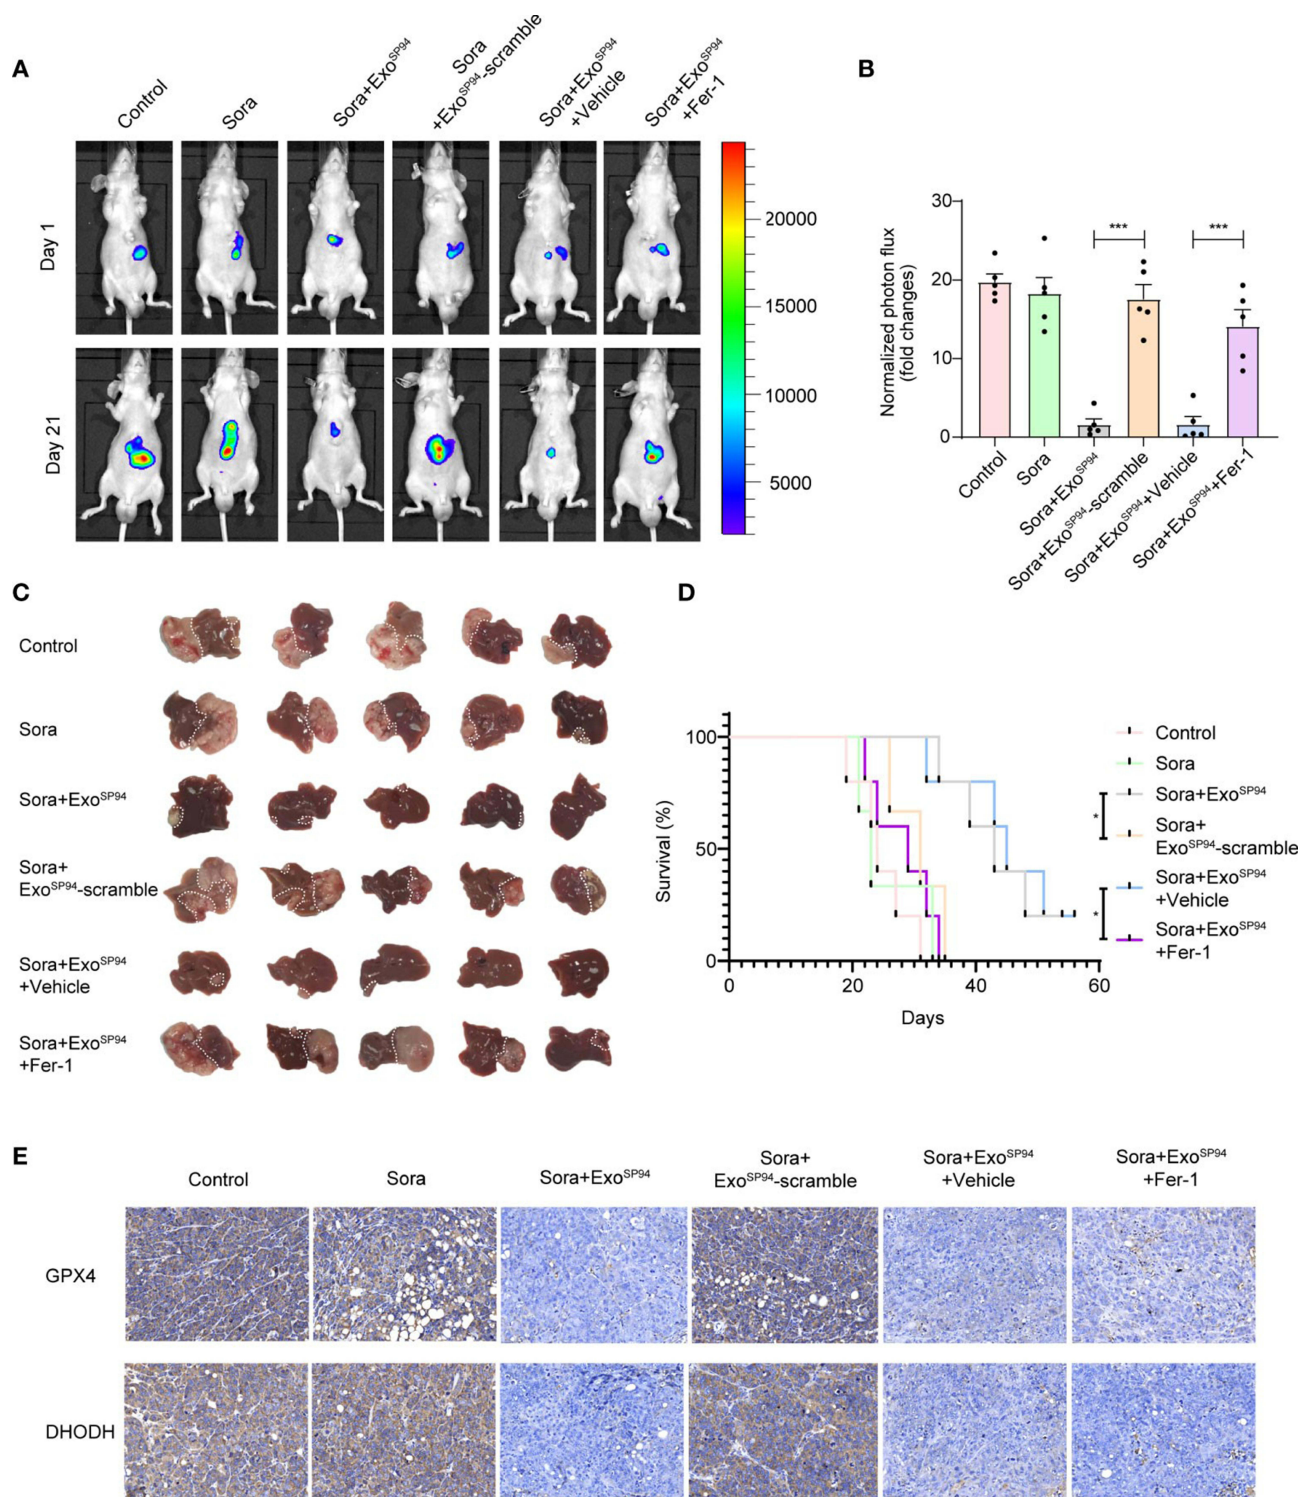 A
Control
Sora
Sora+Exo^SP94
Sora
+Exo^SP94-scramble
Sora+Exo^SP94
+Vehicle
Sora+Exo^SP94
+Fer-1
Day 1
Day 21
20000
15000
10000
5000
B
Normalized photon flux
(fold changes)
30
20
10
0
***
***
Control
Sora
Sora+Exo^SP94
Sora+Exo^SP94-scramble
Sora+Exo^SP94+Vehicle
Sora+Exo^SP94+Fer-1
C
Control
Sora
Sora+Exo^SP94
Sora+
Exo^SP94-scramble
Sora+Exo^SP94
+Vehicle
Sora+Exo^SP94
+Fer-1
D
Survival (%)
100
50
0
0
20
40
60
Days
Control
Sora
Sora+Exo^SP94
Sora+
Exo^SP94-scramble
Sora+Exo^SP94
+Vehicle
Sora+Exo^SP94
+Fer-1
*
*
E
Control
Sora
Sora+Exo^SP94
Sora+
Exo^SP94-scramble
Sora+Exo^SP94
+Vehicle
Sora+Exo^SP94
+Fer-1
GPX4
DHODH